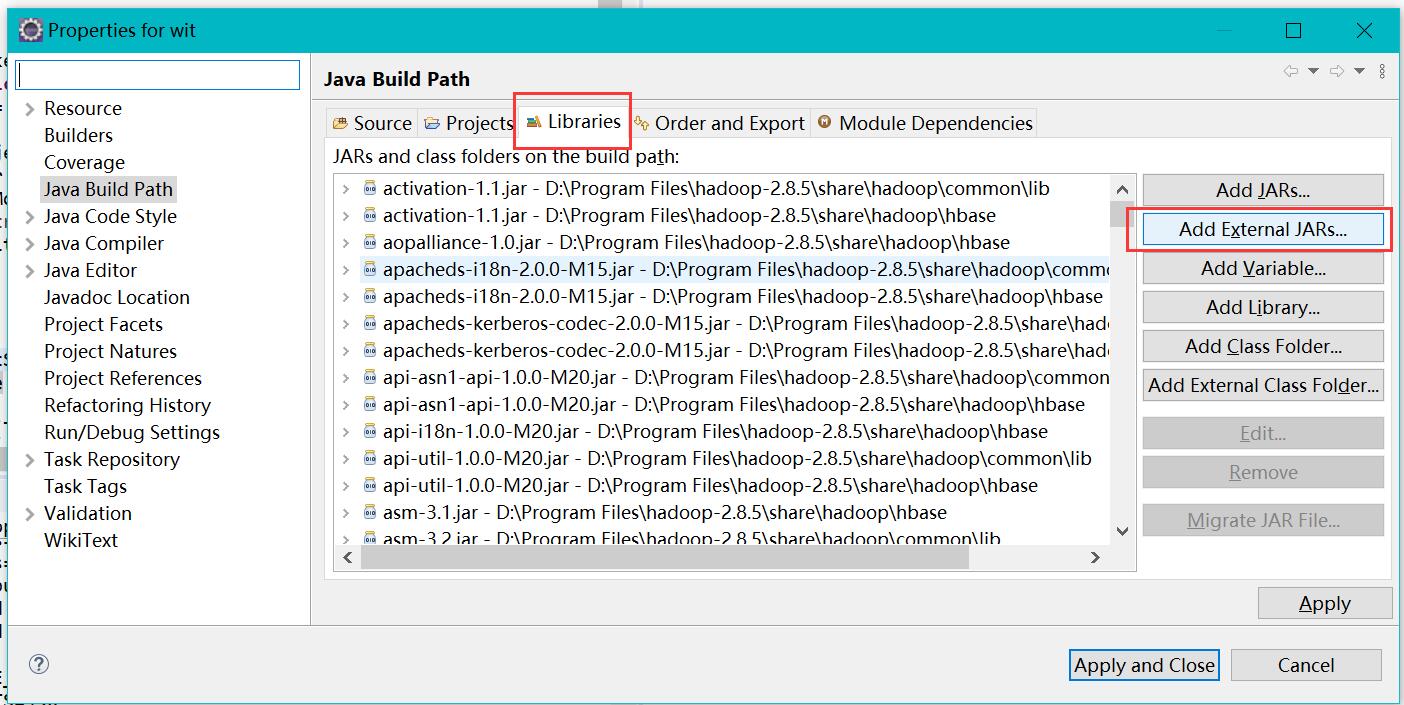 Properties for wit
Java Build Path
Resource
Builders
Coverage
Java Build Path
Java Code Style
Java Compiler
Java Editor
Javadoc Location
Project Facets
Project Natures
Project References
Refactoring History
Run/Debug Settings
Task Repository
Task Tags
Validation
WikiText
Source Projects Libraries Order and Export Module Dependencies
JARs and class folders on the build path:
activation-1.1.jar - D:\Program Files\hadoop-2.8.5\share\hadoop\common\lib
activation-1.1.jar - D:\Program Files\hadoop-2.8.5\share\hadoop\hbase
aopalliance-1.0.jar - D:\Program Files\hadoop-2.8.5\share\hadoop\hbase
apacheds-i18n-2.0.0-M15.jar - D:\Program Files\hadoop-2.8.5\share\hadoop\commo
apacheds-i18n-2.0.0-M15.jar - D:\Program Files\hadoop-2.8.5\share\hadoop\hbase
apacheds-kerberos-codec-2.0.0-M15.jar - D:\Program Files\hadoop-2.8.5\share\had
apacheds-kerberos-codec-2.0.0-M15.jar - D:\Program Files\hadoop-2.8.5\share\had
api-asn1-api-1.0.0-M20.jar - D:\Program Files\hadoop-2.8.5\share\hadoop\common
api-asn1-api-1.0.0-M20.jar - D:\Program Files\hadoop-2.8.5\share\hadoop\hbase
api-i18n-1.0.0-M20.jar - D:\Program Files\hadoop-2.8.5\share\hadoop\hbase
api-util-1.0.0-M20.jar - D:\Program Files\hadoop-2.8.5\share\hadoop\common\lib
api-util-1.0.0-M20.jar - D:\Program Files\hadoop-2.8.5\share\hadoop\hbase
asm-3.1.jar - D:\Program Files\hadoop-2.8.5\share\hadoop\hbase
asm-3.2.jar - D:\Program Files\hadoop-2.8.5\share\hadoop\common\lib
Add JARs...
Add External JARs...
Add Variable...
Add Library...
Add Class Folder...
Add External Class Folder...
Edit...
Remove
Migrate JAR File...
Apply
Apply and Close
Cancel